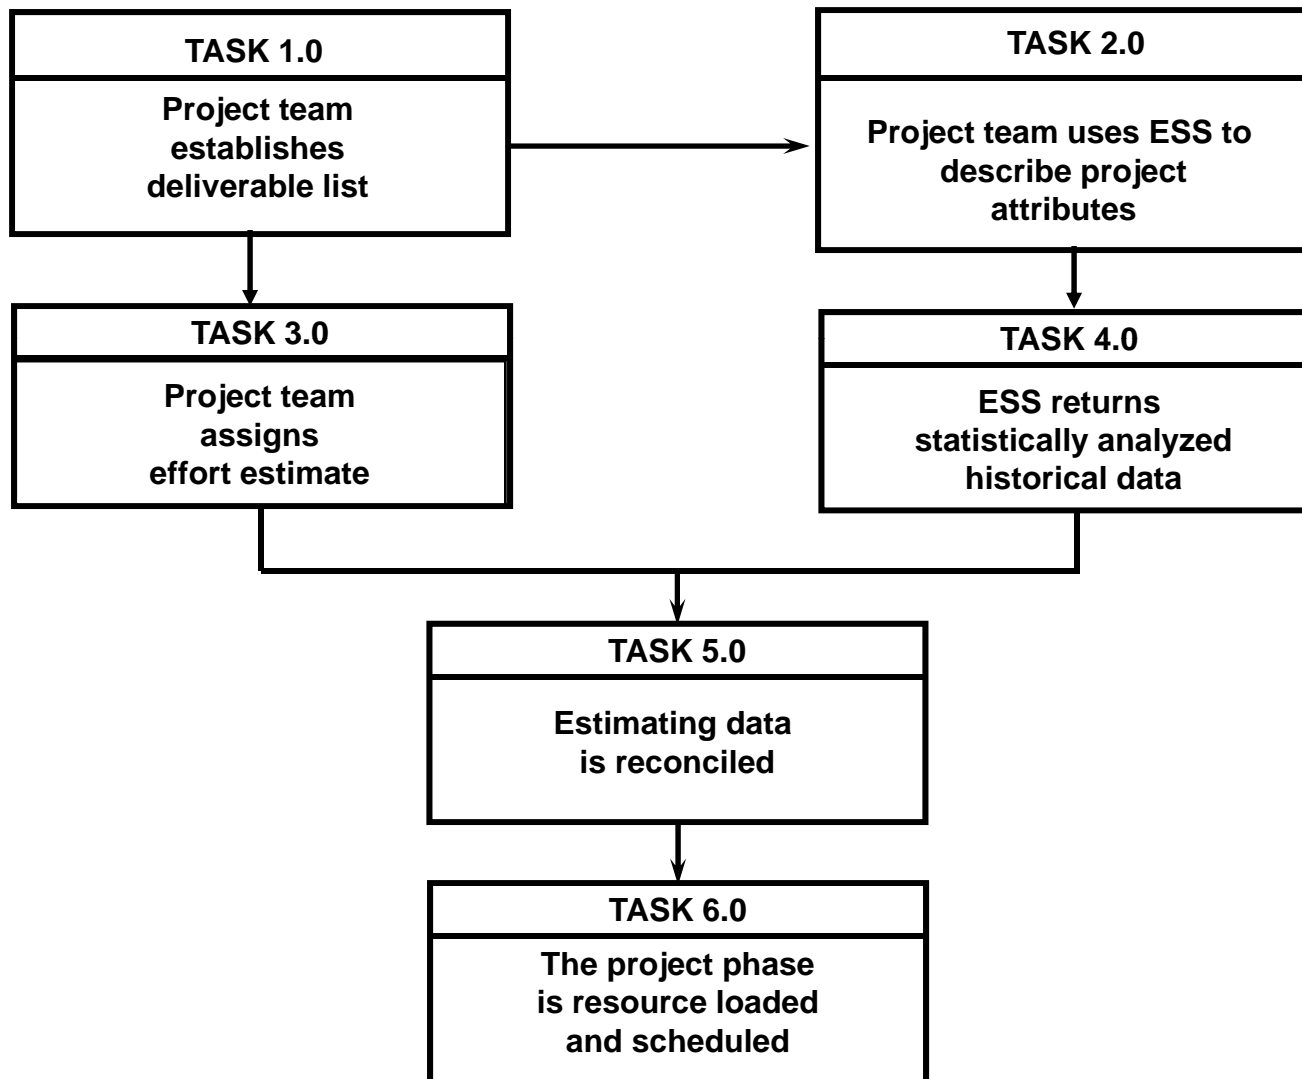 TASK 1.0
Project team
establishes
deliverable list
TASK 2.0
Project team uses ESS to
describe project
attributes
TASK 3.0
Project team
assigns
effort estimate
TASK 4.0
ESS returns
statistically analyzed
historical data
TASK 5.0
Estimating data
is reconciled
TASK 6.0
The project phase
is resource loaded
and scheduled